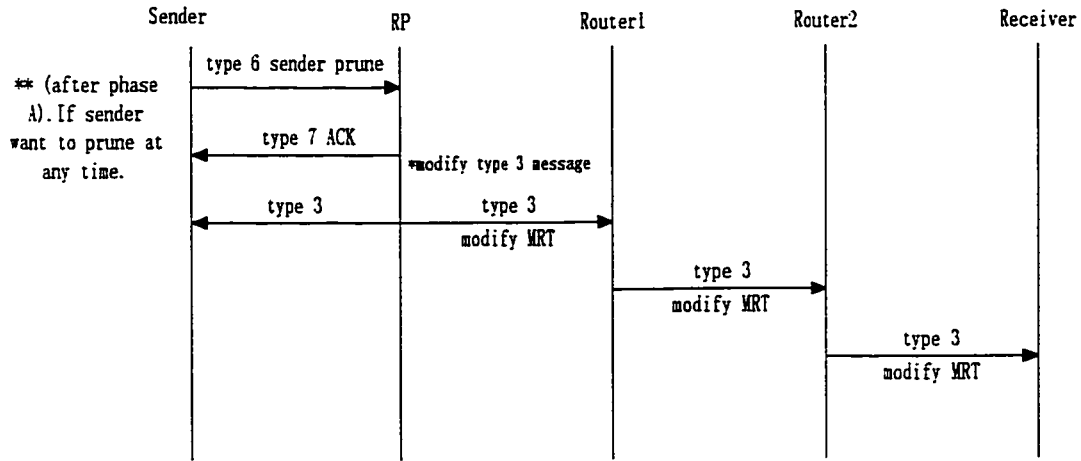 Sender
RP
Router1
Router2
Receiver
type 6 sender prune
** (after phase
A). If sender
want to prune at
any time.
type 7 ACK
*modify type 3 message
type 3
type 3
modify MRT
type 3
modify MRT
type 3
modify MRT